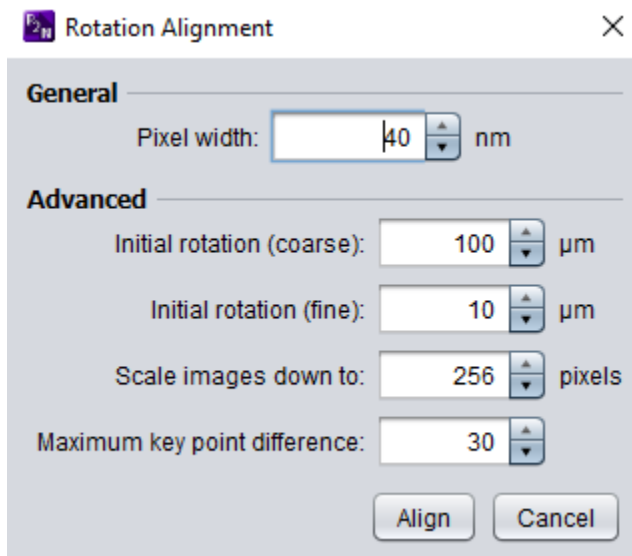 F2N Rotation Alignment
General
Pixel width: 40 nm
Advanced
Initial rotation (coarse): 100 µm
Initial rotation (fine): 10 µm
Scale images down to: 256 pixels
Maximum key point difference: 30
Align Cancel